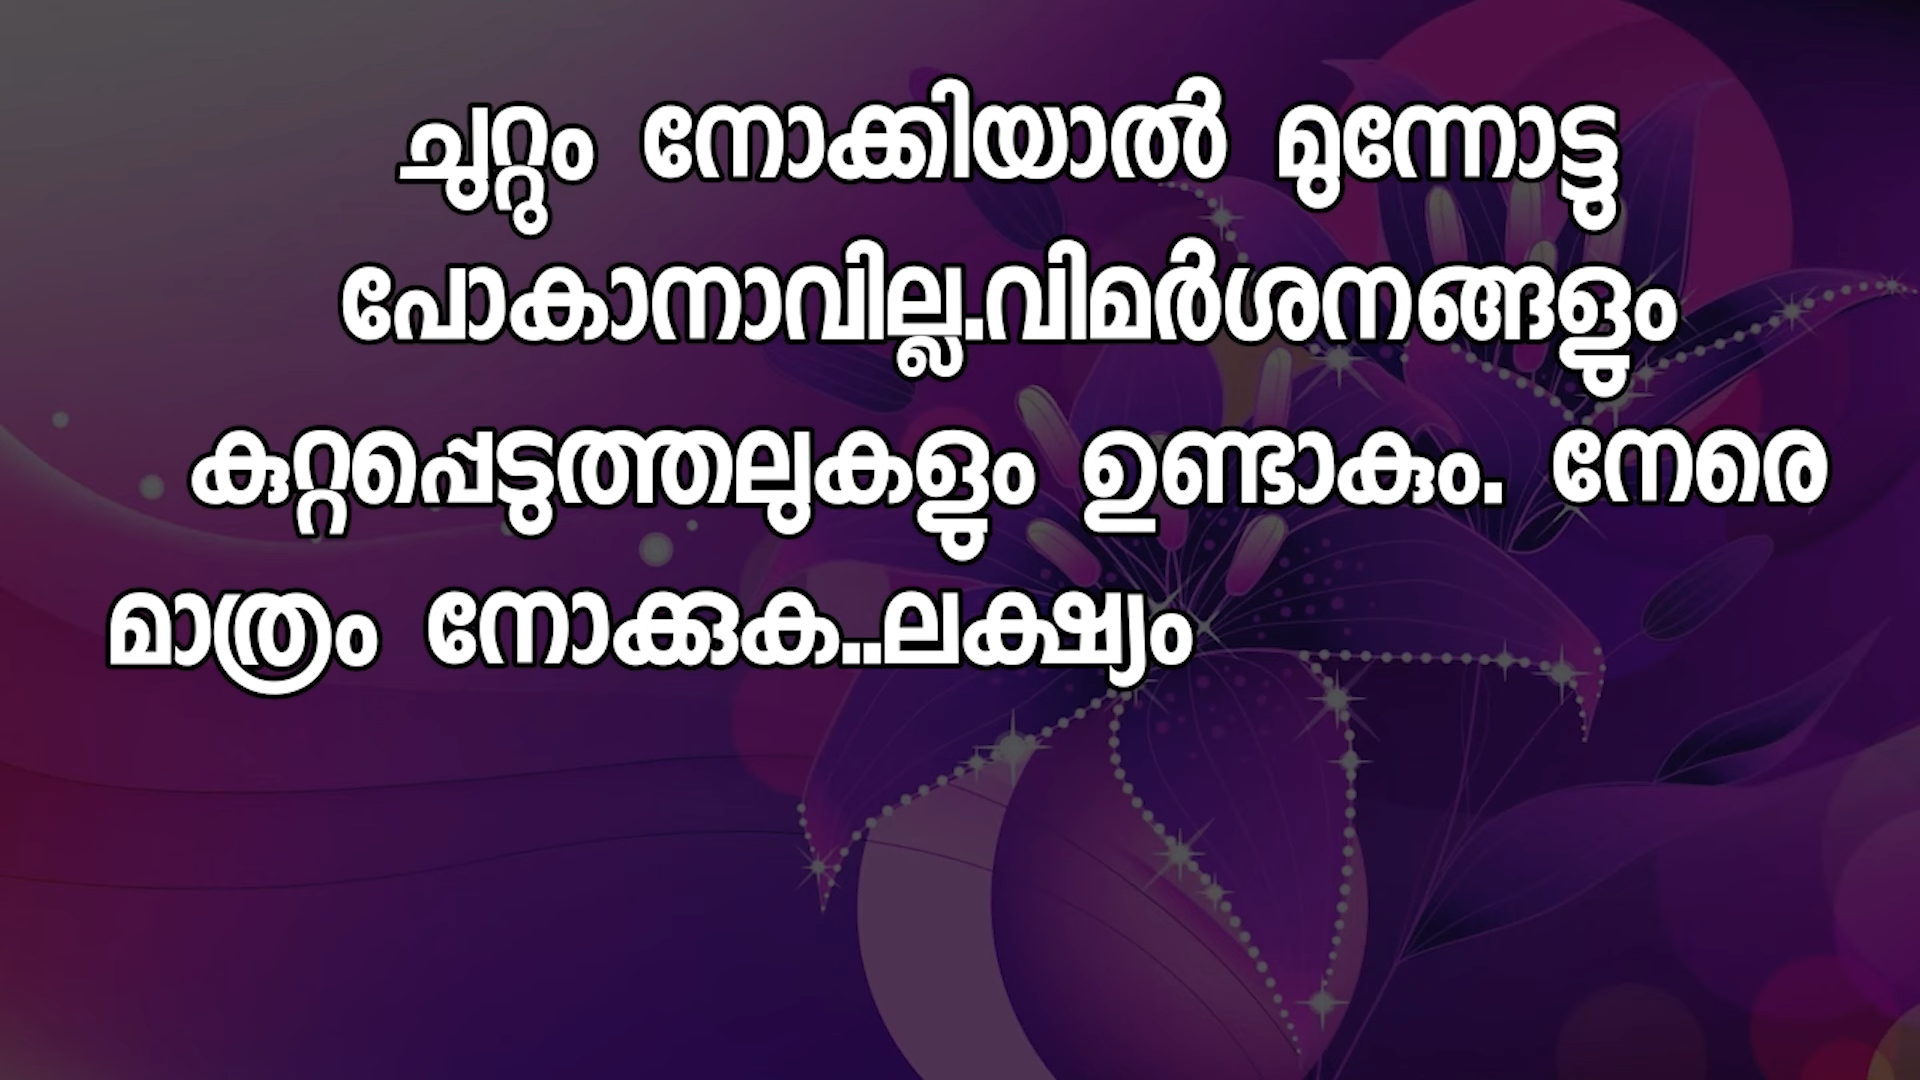 ചുറ്റും നോക്കിയാൽ മുന്നോട്ടു
പോകാനാവില്ല.വിമർശനങ്ങളും
കുറ്റപ്പെടുത്തലുകളും ഉണ്ടാകും. നേരെ
മാത്രം നോക്കുക..ലക്ഷ്യം